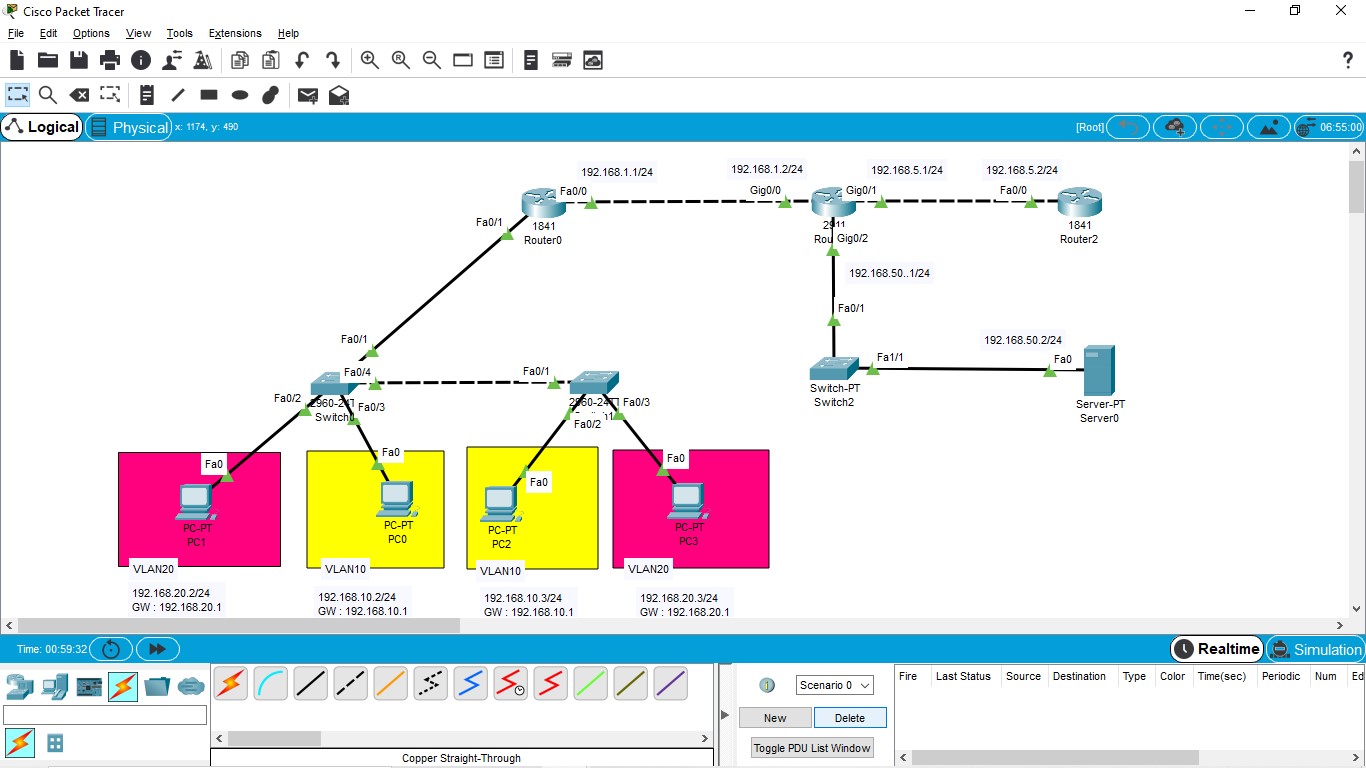 Cisco Packet Tracer
File Edit Options View Tools Extensions Help
?
Logical Physical x: 1174, y: 490 [Root] 06:55:00
192.168.1.1/24 192.168.1.2/24 192.168.5.1/24 192.168.5.2/24
Fa0/0 Gig0/0 Gig0/1 Fa0/0
Fa0/1
1841 2911 1841
Router0 Rou Gig0/2 Router2
192.168.50..1/24
Fa0/1
Fa0/1 192.168.50.2/24
Fa0/4 Fa0/1 Fa1/1 Fa0
Switch-PT
Switch2
Fa0/2 2960-24T Fa0/3 2960-24TT Fa0/3 Server-PT
Switch Fa0/2 Server0
Fa0 Fa0 Fa0 Fa0
PC-PT PC-PT PC-PT PC-PT
PC1 PC0 PC2 PC3
VLAN20 VLAN10 VLAN10 VLAN20
192.168.20.2/24 192.168.10.2/24 192.168.10.3/24 192.168.20.3/24
GW : 192.168.20.1 GW : 192.168.10.1 GW : 192.168.10.1 GW : 192.168.20.1
Time: 00:59:32 Realtime Simulation
Scenario 0 Fire Last Status Source Destination Type Color Time(sec) Periodic Num Ed
New Delete
Toggle PDU List Window
Copper Straight-Through